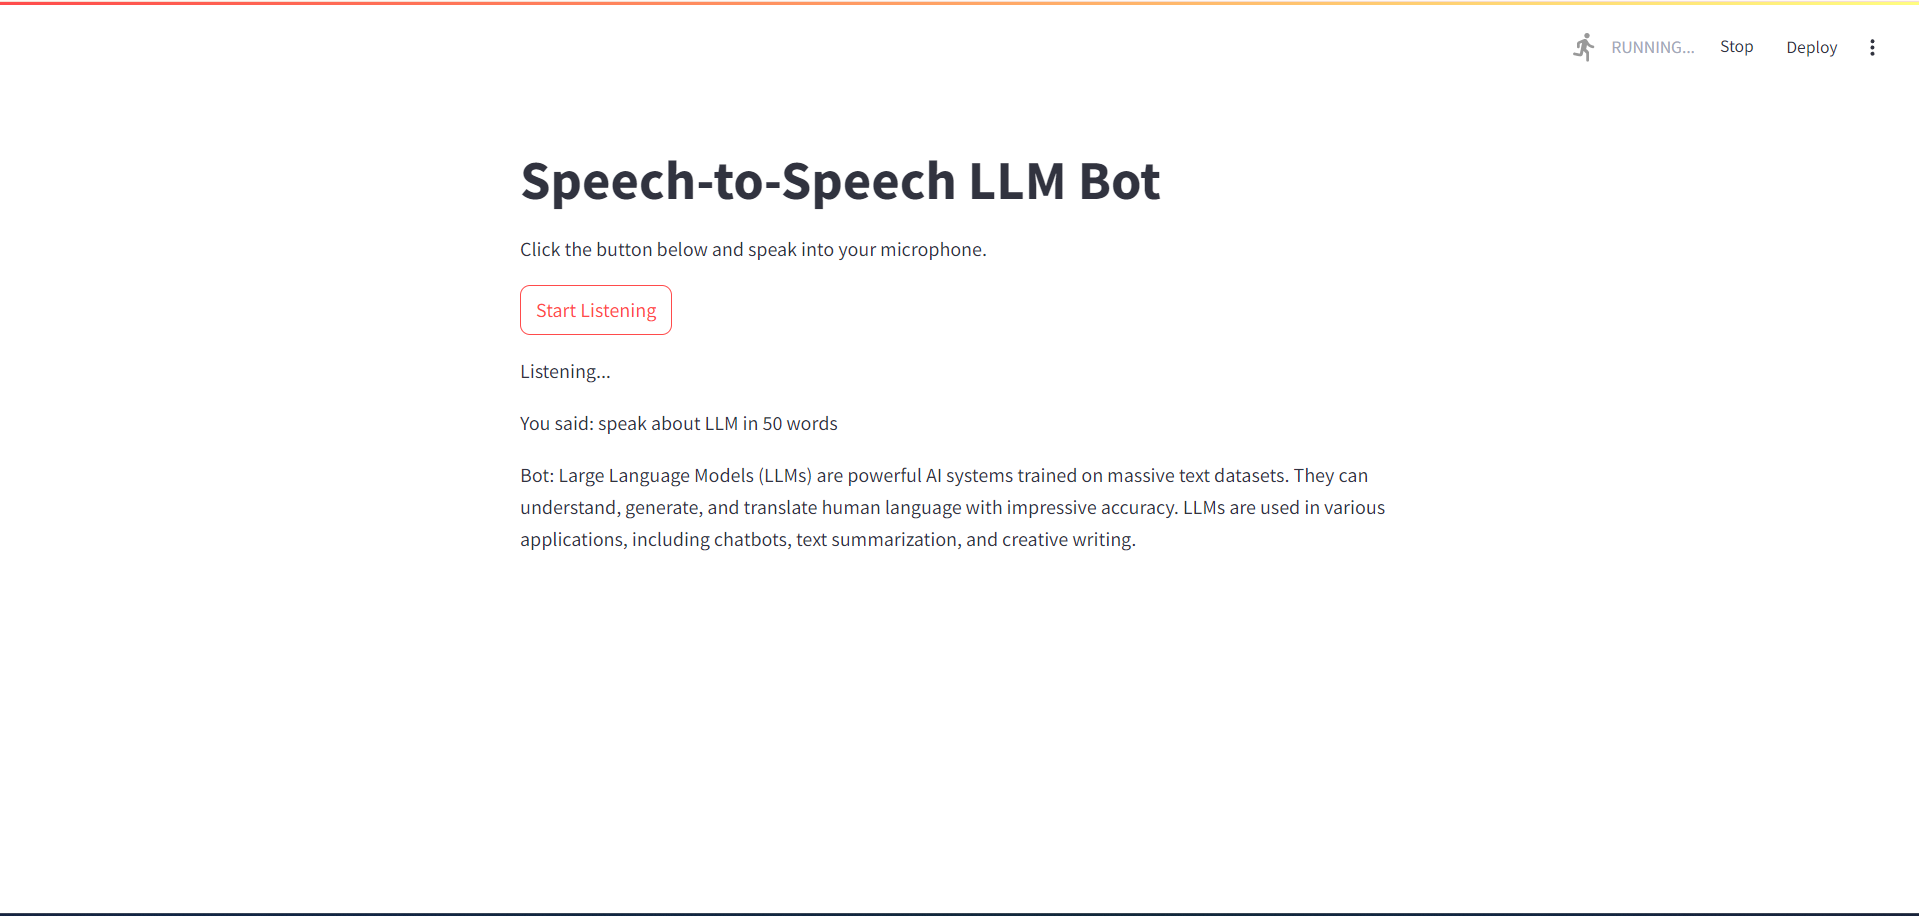 RUNNING... Stop Deploy
Speech-to-Speech LLM Bot
Click the button below and speak into your microphone.
Start Listening
Listening...
You said: speak about LLM in 50 words
Bot: Large Language Models (LLMs) are powerful AI systems trained on massive text datasets. They can
understand, generate, and translate human language with impressive accuracy. LLMs are used in various
applications, including chatbots, text summarization, and creative writing.